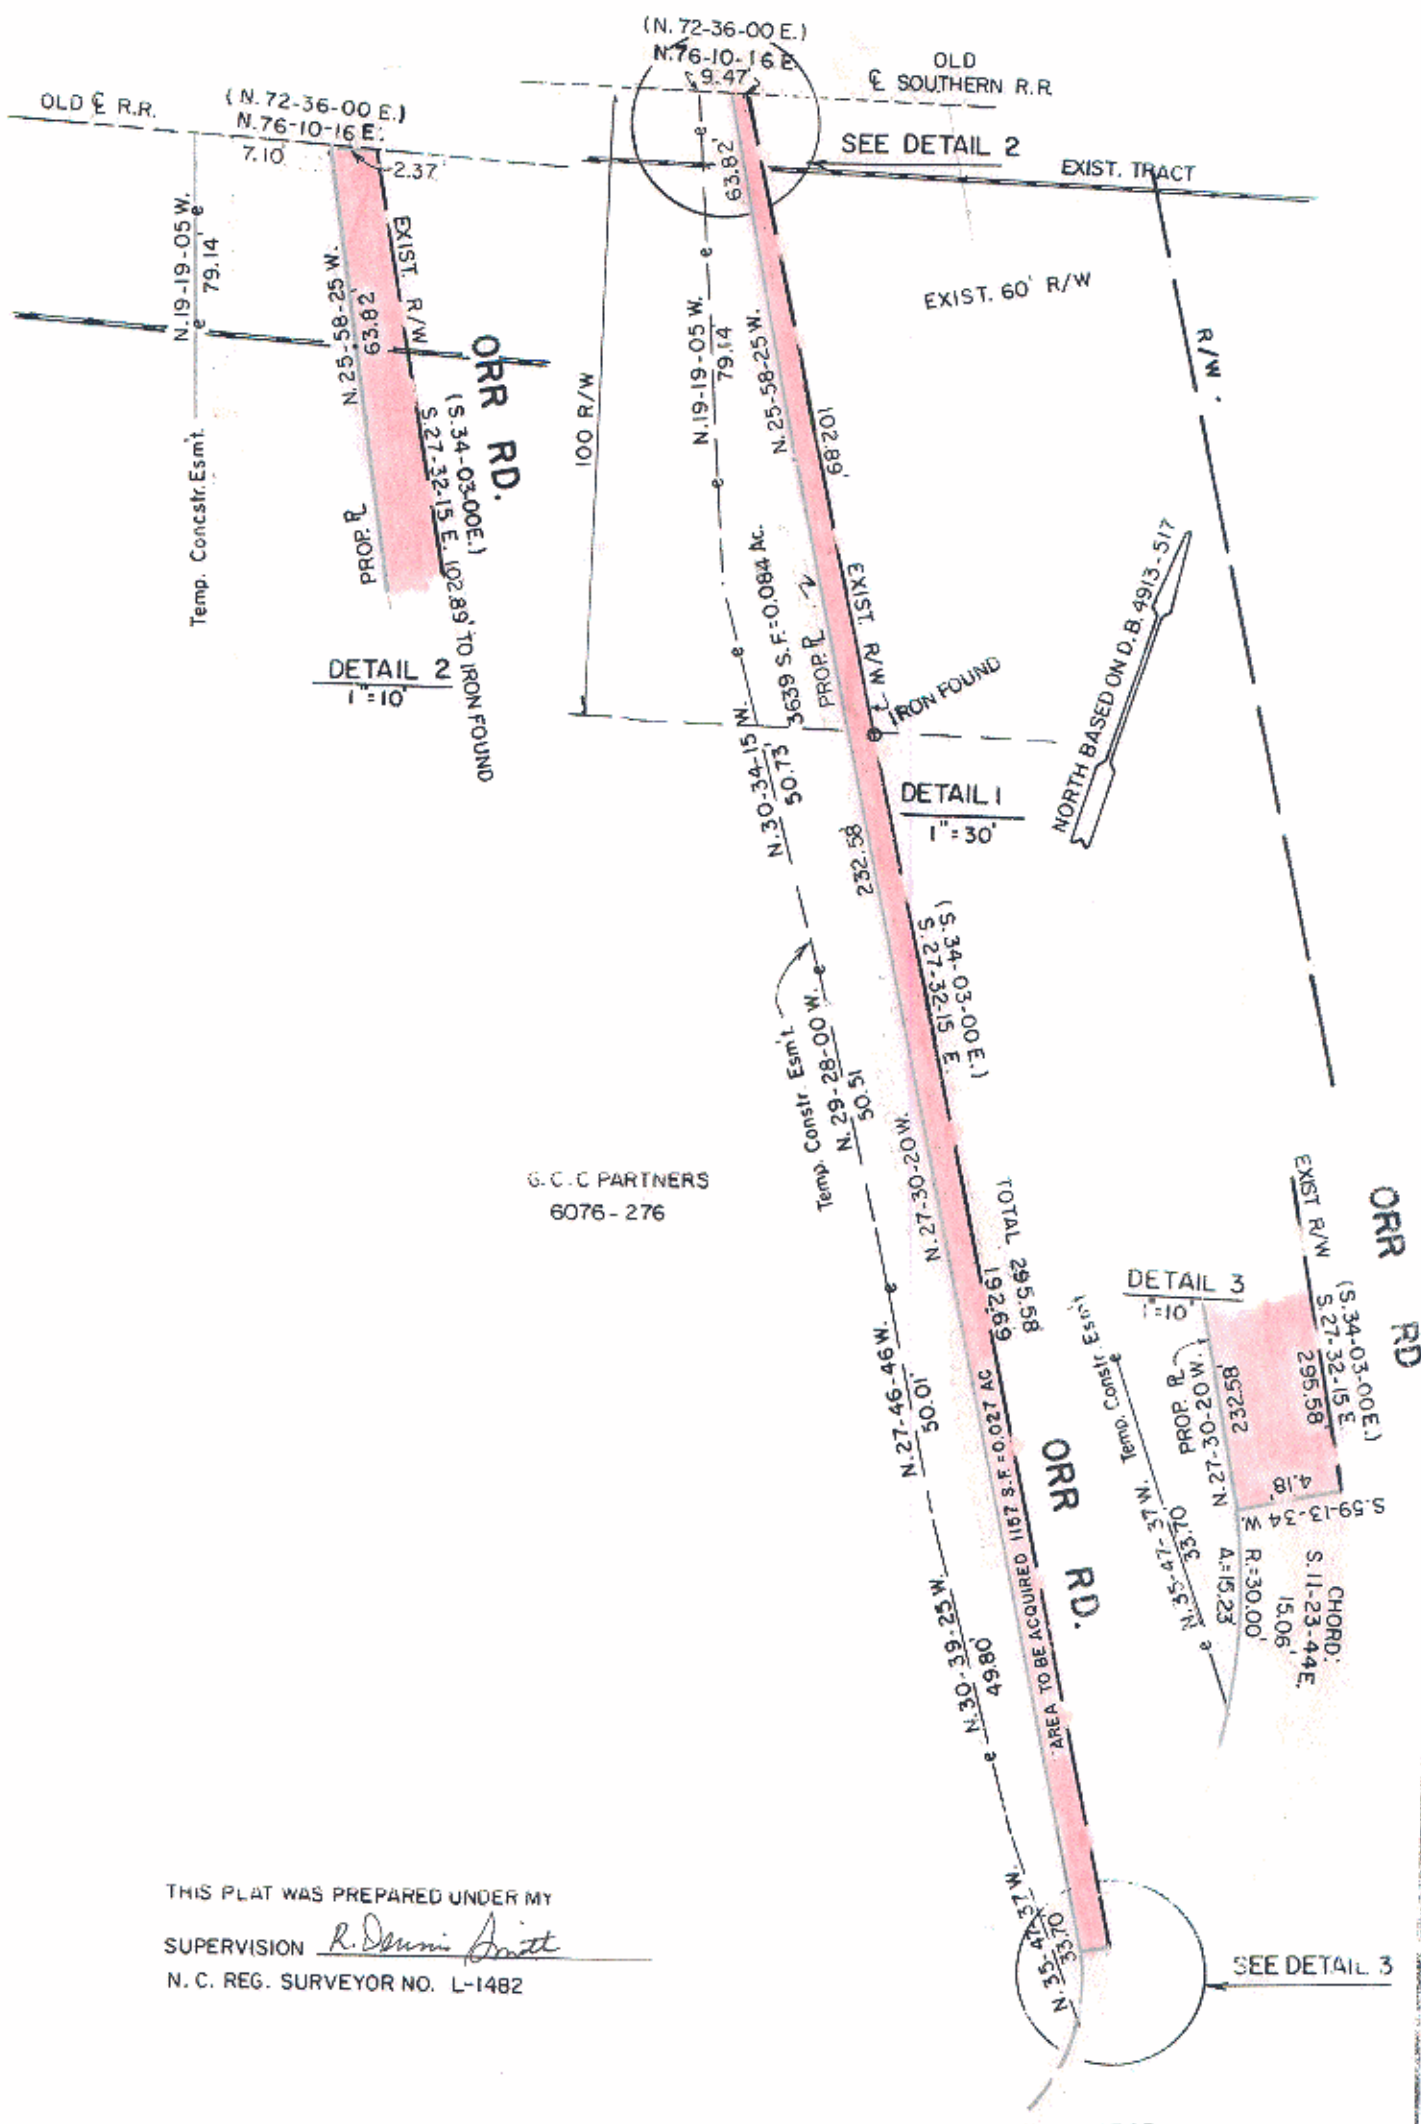 (N. 72-36-00 E.)
N.76-10-16 E.
9.47'
OLD
℄ SOUTHERN R.R.
OLD ℄ R.R.
(N. 72-36-00 E.)
N.76-10-16 E.
7.10'
2.37'
SEE DETAIL 2
EXIST. TRACT
N.19-19-05 W.
79.14'
Temp. Concstr. Esm't.
N.25-58-25 W.
63.82'
EXIST. R/W
ORR RD.
(S.34-03-00E.)
S.27-32-15 E. 102.89' TO IRON FOUND
PROP. ℄
DETAIL 2
1"=10'
100 R/W
63.82'
N.19-19-05 W.
79.14
N.25-58-25 W.
102.89'
EXIST. 60' R/W
R/W
3639 S.F.=0.084 Ac.
PROP. ℄
EXIST R/W
IRON FOUND
NORTH BASED ON D.B. 4913-517
DETAIL 1
1"=30'
N.30-34-15 W.
50.73'
232.58'
(S.34-03-00 E.)
S.27-32-15 E.
Temp. Constr. Esm't.
N.29-28-00 W.
50.51
N.27-30-20 W.
G.C.C PARTNERS
6076-276
192.69'
295.58 TOTAL
N.27-46-46 W.
50.01'
AREA TO BE ACQUIRED 1157 S.F.=0.027 AC
ORR RD.
N.30-39-25 W.
49.80'
DETAIL 3
1"=10'
EXIST R/W
ORR RD
(S.34-03-00E.)
S.27-32-15 E.
295.58'
PROP. ℄
N.27-30-20 W.
232.58'
4.18'
S.59-13-34 W.
Temp. Constr. Esm't
N.35-47-37 W.
33.70
CHORD:
S.11-23-44E.
15.06'
R.=30.00'
A.=15.23'
N.35-47-37 W.
33.70
SEE DETAIL 3
THIS PLAT WAS PREPARED UNDER MY
SUPERVISION R. Dennis Smith
N.C. REG. SURVEYOR NO. L-1482